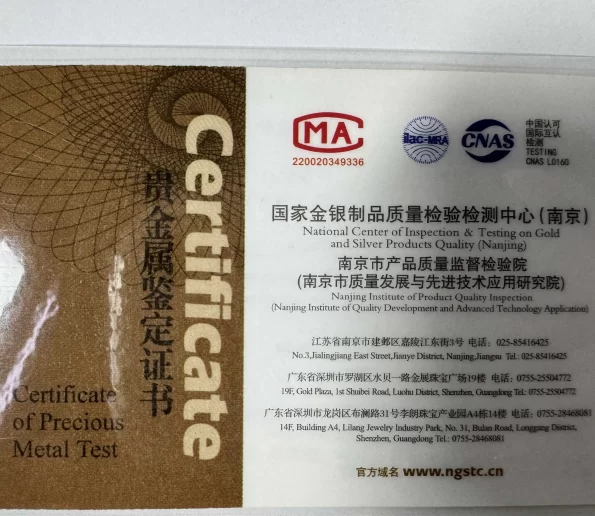 Certificate
贵金属鉴定证书
Certificate
of Precious
Metal Test
CMA
220020349336
ilac-MRA
CNAS
中国认可
国际互认
检测
TESTING
CNAS L0160
国家金银制品质量检验检测中心(南京)
National Center of Inspection & Testing on Gold
and Silver Products Quality (Nanjing)
南京市产品质量监督检验院
(南京市质量发展与先进技术应用研究院)
Nanjing Institute of Product Quality Inspection
(Nanjing Institute of Quality Development and Advanced Technology Application)
江苏省南京市建邺区嘉陵江东街3号 电话：025-85416425
No.3,Jialingjiang East Street,Jianye District, Nanjing,Jiangsu Tel.: 025-85416425
广东省深圳市罗湖区水贝一路金展珠宝广场19楼 电话：0755-25504772
19F, Gold Plaza, 1st Shuibei Road, Luohu District, Shenzhen, Guangdong Tel.: 0755-25504772
广东省深圳市龙岗区布澜路31号李朗珠宝产业园A4栋14楼 电话：0755-28468081
14F, Building A4, Lilang Jewelry Industry Park, No. 31, Bulan Road, Longgang District,
Shenzhen, Guangdong Tel.: 0755-28468081
官方域名 www.ngstc.cn